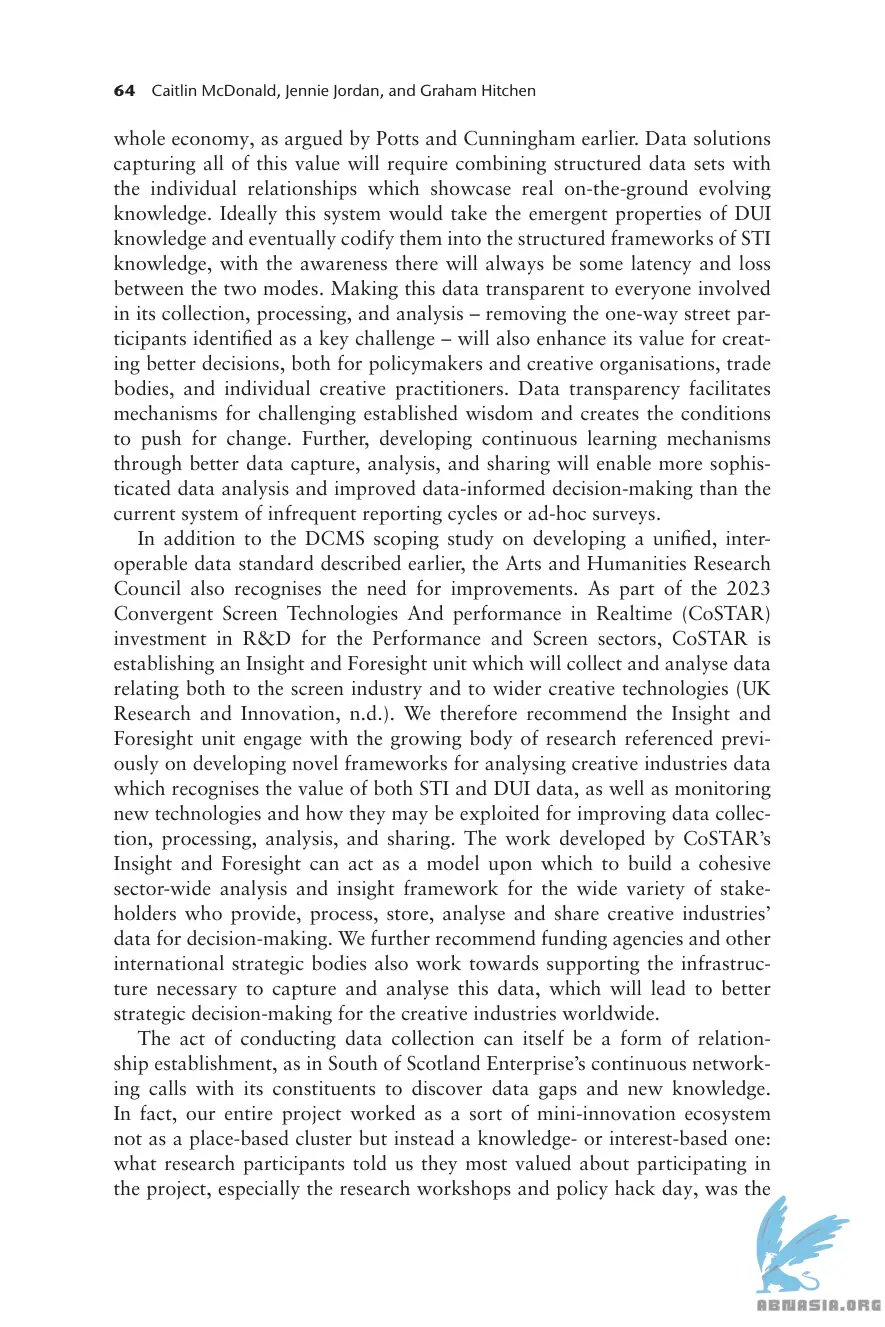 64 Caitlin McDonald, Jennie Jordan, and Graham Hitchen
whole economy, as argued by Potts and Cunningham earlier. Data solutions
capturing all of this value will require combining structured data sets with
the individual relationships which showcase real on-the-ground evolving
knowledge. Ideally this system would take the emergent properties of DUI
knowledge and eventually codify them into the structured frameworks of STI
knowledge, with the awareness there will always be some latency and loss
between the two modes. Making this data transparent to everyone involved
in its collection, processing, and analysis – removing the one-way street par-
ticipants identified as a key challenge – will also enhance its value for creat-
ing better decisions, both for policymakers and creative organisations, trade
bodies, and individual creative practitioners. Data transparency facilitates
mechanisms for challenging established wisdom and creates the conditions
to push for change. Further, developing continuous learning mechanisms
through better data capture, analysis, and sharing will enable more sophis-
ticated data analysis and improved data-informed decision-making than the
current system of infrequent reporting cycles or ad-hoc surveys.
In addition to the DCMS scoping study on developing a unified, inter-
operable data standard described earlier, the Arts and Humanities Research
Council also recognises the need for improvements. As part of the 2023
Convergent Screen Technologies And performance in Realtime (CoSTAR)
investment in R&D for the Performance and Screen sectors, CoSTAR is
establishing an Insight and Foresight unit which will collect and analyse data
relating both to the screen industry and to wider creative technologies (UK
Research and Innovation, n.d.). We therefore recommend the Insight and
Foresight unit engage with the growing body of research referenced previ-
ously on developing novel frameworks for analysing creative industries data
which recognises the value of both STI and DUI data, as well as monitoring
new technologies and how they may be exploited for improving data collec-
tion, processing, analysis, and sharing. The work developed by CoSTAR’s
Insight and Foresight can act as a model upon which to build a cohesive
sector-wide analysis and insight framework for the wide variety of stake-
holders who provide, process, store, analyse and share creative industries’
data for decision-making. We further recommend funding agencies and other
international strategic bodies also work towards supporting the infrastruc-
ture necessary to capture and analyse this data, which will lead to better
strategic decision-making for the creative industries worldwide.
The act of conducting data collection can itself be a form of relation-
ship establishment, as in South of Scotland Enterprise’s continuous network-
ing calls with its constituents to discover data gaps and new knowledge.
In fact, our entire project worked as a sort of mini-innovation ecosystem
not as a place-based cluster but instead a knowledge- or interest-based one:
what research participants told us they most valued about participating in
the project, especially the research workshops and policy hack day, was the
ABNASIA.ORG